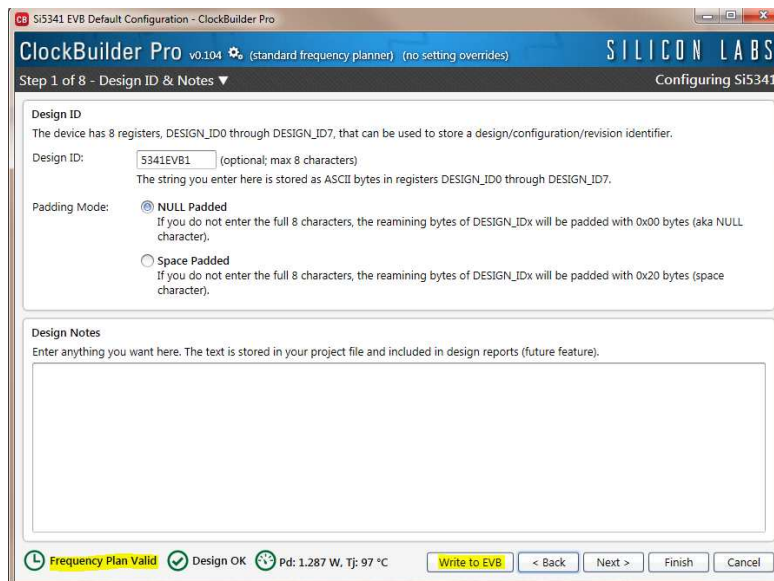 CB Si5341 EVB Default Configuration - ClockBuilder Pro
ClockBuilder Pro v0.104 (standard frequency planner) (no setting overrides) SILICON LABS
Step 1 of 8 - Design ID & Notes ▼ Configuring Si5341
Design ID
The device has 8 registers, DESIGN_ID0 through DESIGN_ID7, that can be used to store a design/configuration/revision identifier.
Design ID: 5341EVB1 (optional; max 8 characters)
The string you enter here is stored as ASCII bytes in registers DESIGN_ID0 through DESIGN_ID7.
Padding Mode: NULL Padded
If you do not enter the full 8 characters, the reamining bytes of DESIGN_IDx will be padded with 0x00 bytes (aka NULL
character).
Space Padded
If you do not enter the full 8 characters, the reamining bytes of DESIGN_IDx will be padded with 0x20 bytes (space
character).
Design Notes
Enter anything you want here. The text is stored in your project file and included in design reports (future feature).
Frequency Plan Valid Design OK Pd: 1.287 W, Tj: 97 °C Write to EVB < Back Next > Finish Cancel